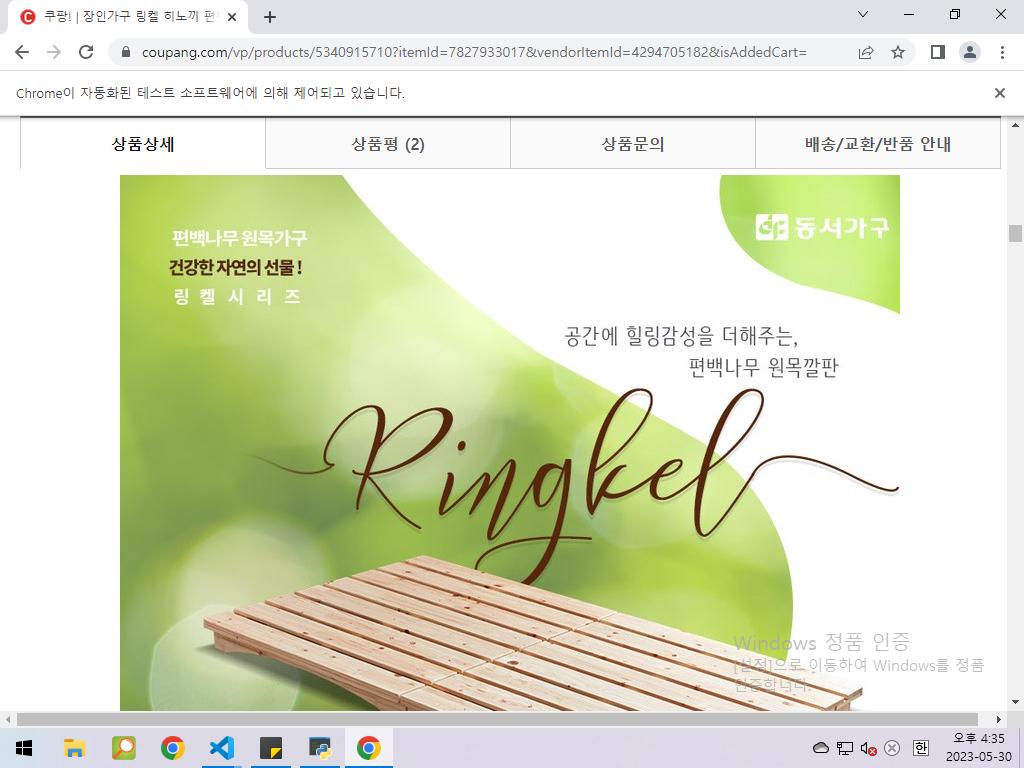 쿠팡! | 장인가구 링켈 히노끼 편
coupang.com/vp/products/5340915710?itemId=7827933017&vendorItemId=4294705182&isAddedCart=
Chrome이 자동화된 테스트 소프트웨어에 의해 제어되고 있습니다.
상품상세 상품평 (2) 상품문의 배송/교환/반품 안내
편백나무 원목가구
건강한 자연의 선물!
링켈시리즈
동서가구
공간에 힐링감성을 더해주는,
편백나무 원목깔판
Ringkel
Windows 정품 인증
[설정]으로 이동하여 Windows를 정품
인증합니다.
한
오후 4:35
2023-05-30